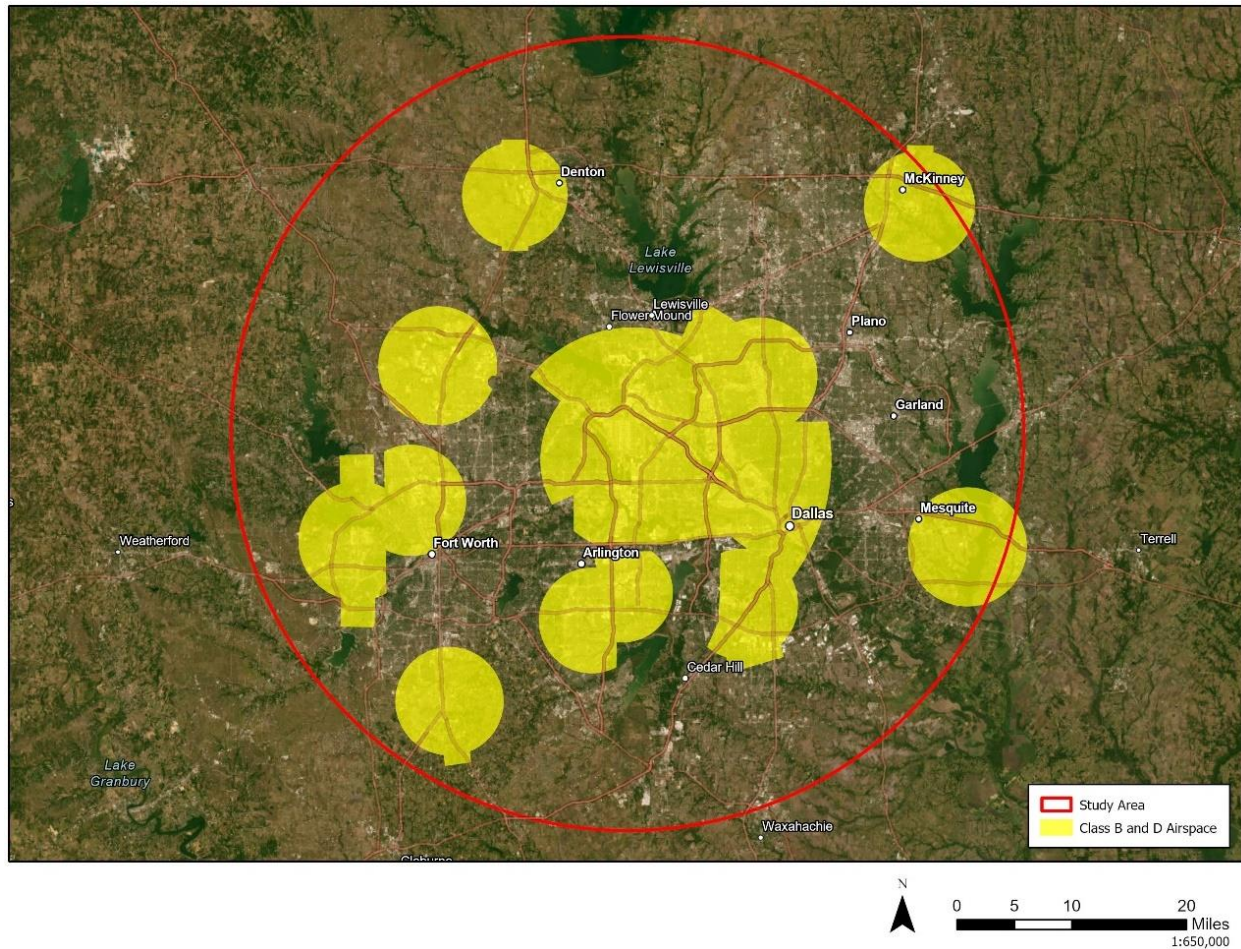 Denton
McKinney
Lake
Lewisville
Lewisville
Flower Mound
Plano
Garland
Dallas
Mesquite
Weatherford
Fort Worth
Arlington
Terrell
Cedar Hill
Lake
Granbury
Waxahachie
Cleburne
Study Area
Class B and D Airspace
N
0 5 10 20
Miles
1:650,000